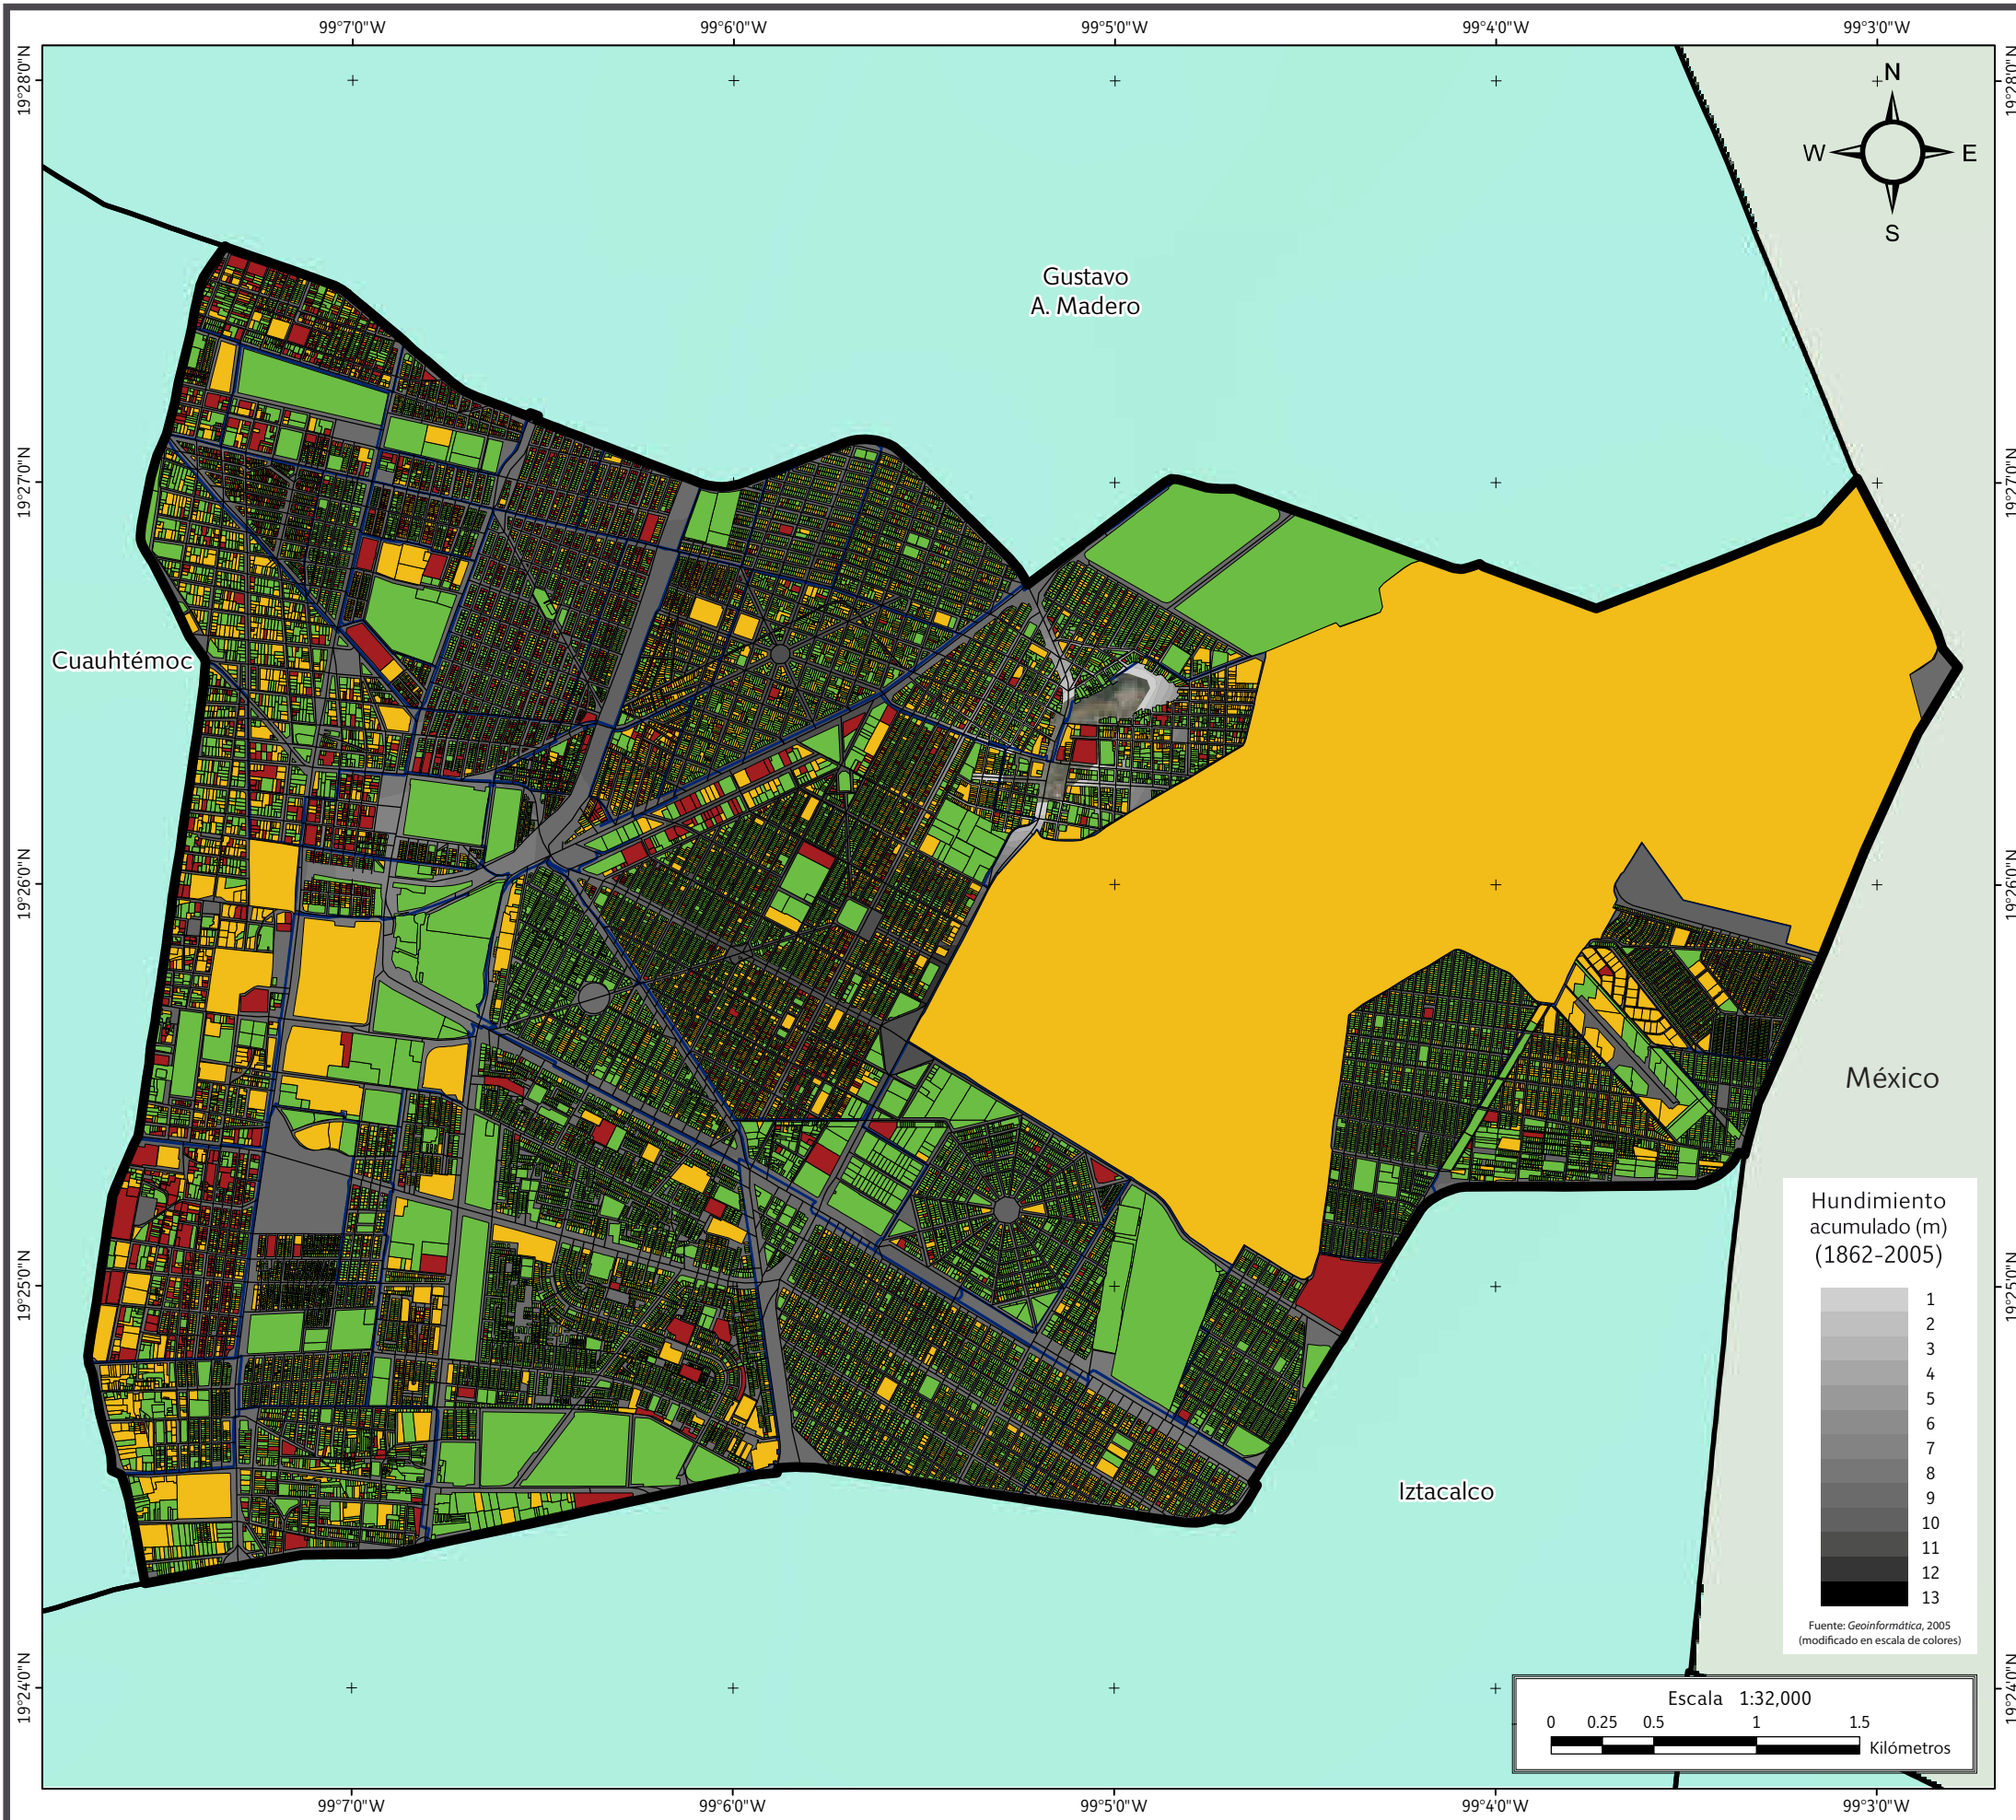 99°7'0"W 99°6'0"W 99°5'0"W 99°4'0"W 99°3'0"W
19°28'0"N 19°28'0"N
N
W E
S
Gustavo
A. Madero
19°27'0"N 19°27'0"N
Cuauhtémoc
19°26'0"N 19°26'0"N
México
19°25'0"N 19°25'0"N
Iztacalco
Hundimiento
acumulado (m)
(1862-2005)
1
2
3
4
5
6
7
8
9
10
11
12
13
Fuente: Geoinformática, 2005
(modificado en escala de colores)
19°24'0"N 19°24'0"N
Escala 1:32,000
0 0.25 0.5 1 1.5
Kilómetros
99°7'0"W 99°6'0"W 99°5'0"W 99°4'0"W 99°3'0"W